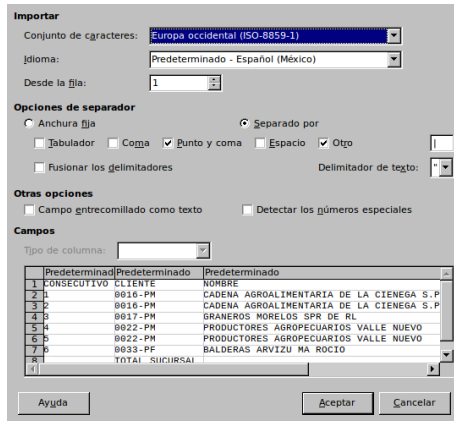 Importar
Conjunto de caracteres: Europa occidental (ISO-8859-1)
Idioma: Predeterminado - Español (México)
Desde la fila: 1
Opciones de separador
Anchura fija Separado por
Tabulador Coma Punto y coma Espacio Otro |
Fusionar los delimitadores Delimitador de texto: "
Otras opciones
Campo entrecomillado como texto Detectar los números especiales
Campos
Tipo de columna:
Predeterminad Predeterminado Predeterminado
1 CONSECUTIVO CLIENTE NOMBRE
2 1 0016-PM CADENA AGROALIMENTARIA DE LA CIENEGA S.P
3 2 0016-PM CADENA AGROALIMENTARIA DE LA CIENEGA S.P
4 3 0017-PM GRANEROS MORELOS SPR DE RL
5 4 0022-PM PRODUCTORES AGROPECUARIOS VALLE NUEVO
6 5 0022-PM PRODUCTORES AGROPECUARIOS VALLE NUEVO
7 6 0033-PF BALDERAS ARVIZU MA ROCIO
8 TOTAL SUCURSAL
Ayuda Aceptar Cancelar